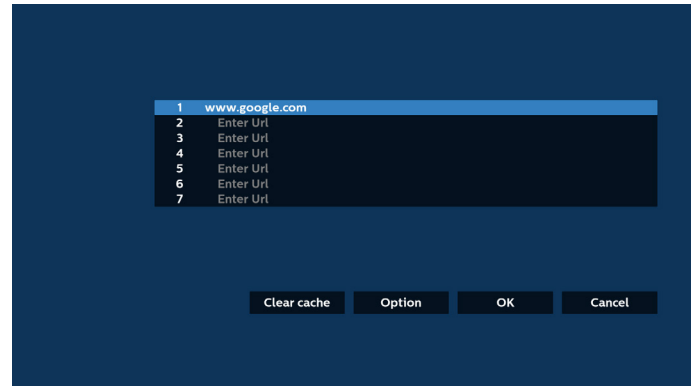 1 www.google.com
2 Enter Url
3 Enter Url
4 Enter Url
5 Enter Url
6 Enter Url
7 Enter Url
Clear cache Option OK Cancel